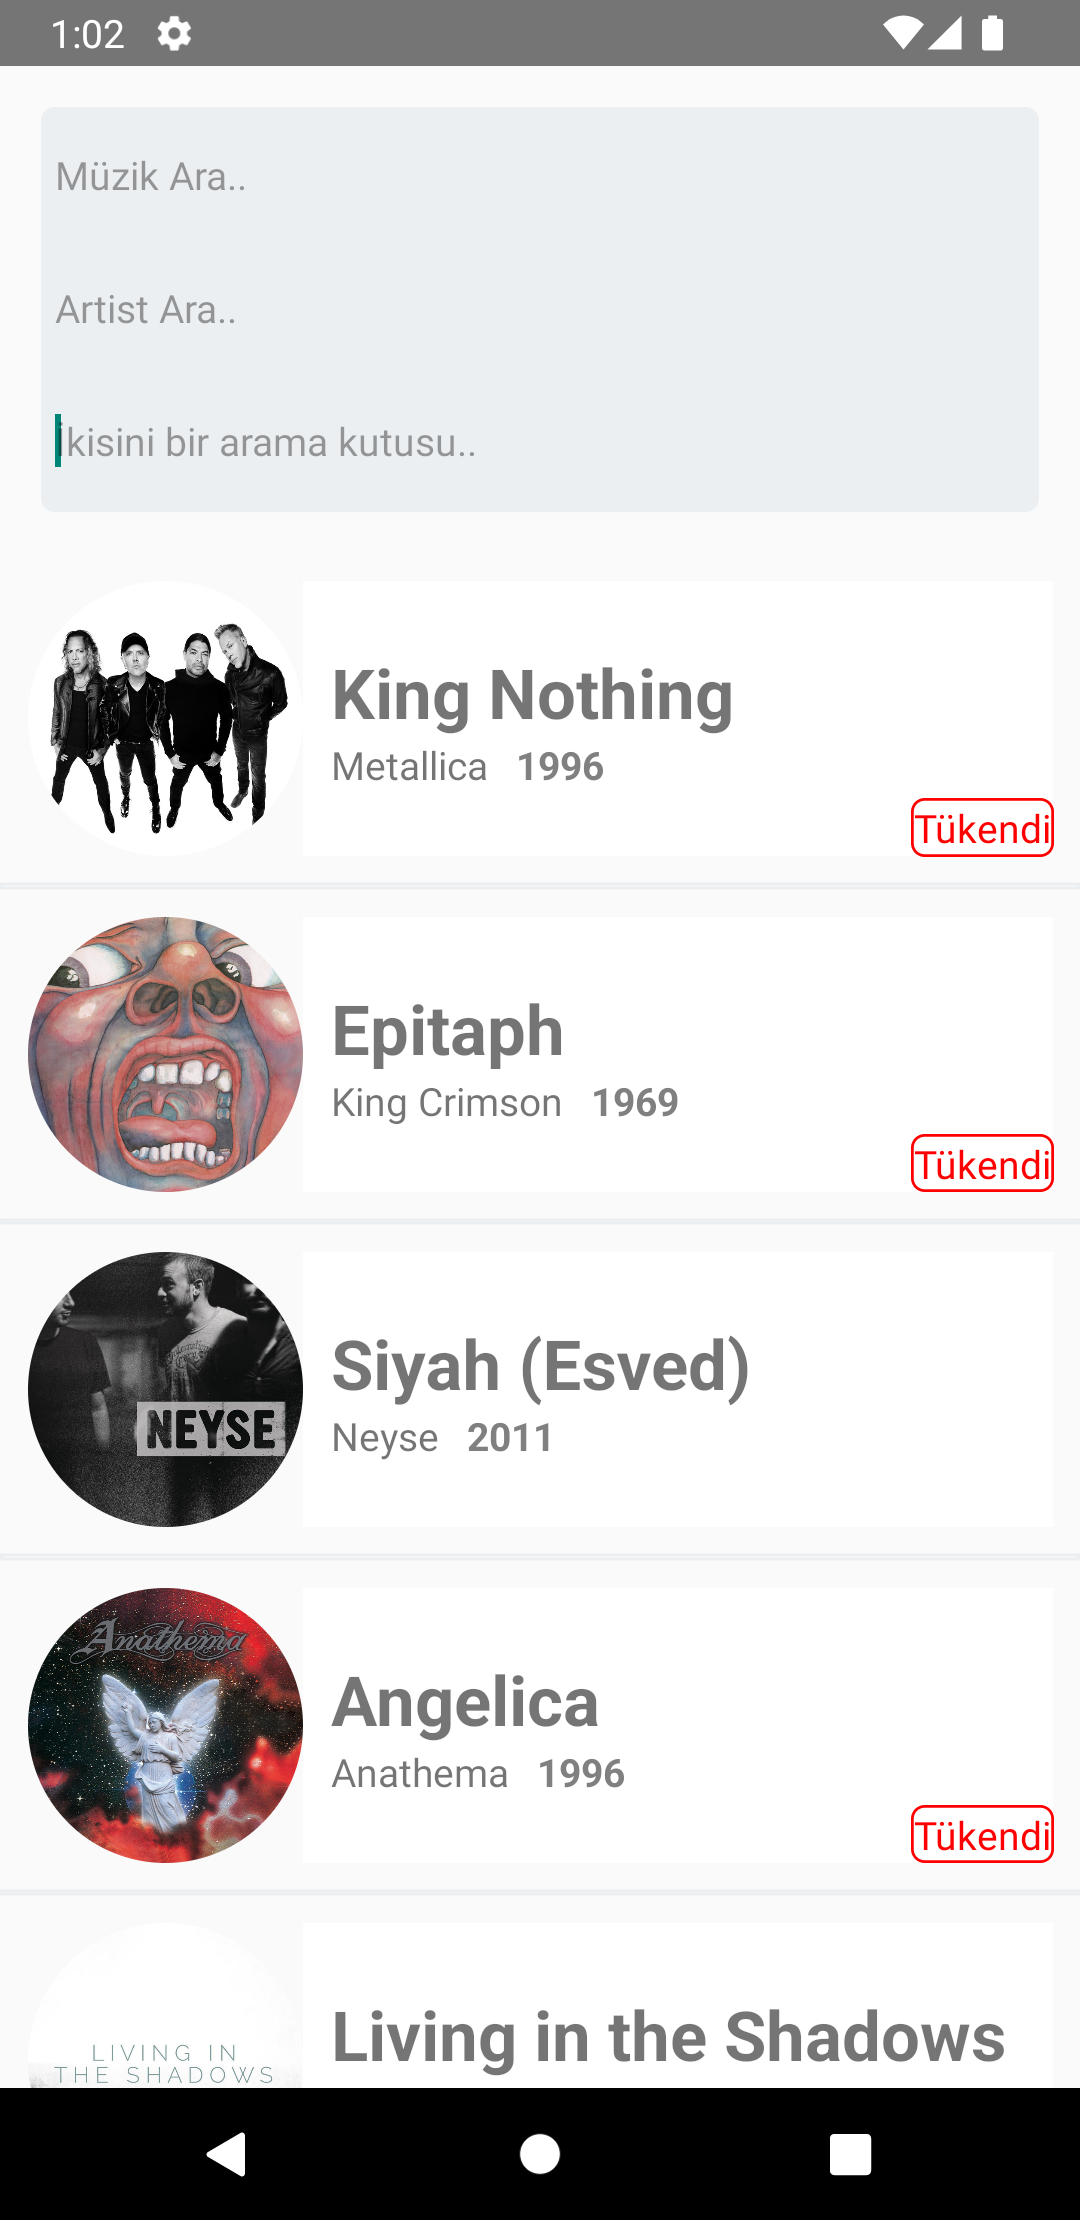 1:02
Müzik Ara..
Artist Ara..
İkisini bir arama kutusu..
King Nothing
Metallica 1996
Tükendi
Epitaph
King Crimson 1969
Tükendi
NEYSE
Siyah (Esved)
Neyse 2011
Anathema
Angelica
Anathema 1996
Tükendi
LIVING IN
THE SHADOWS
Living in the Shadows